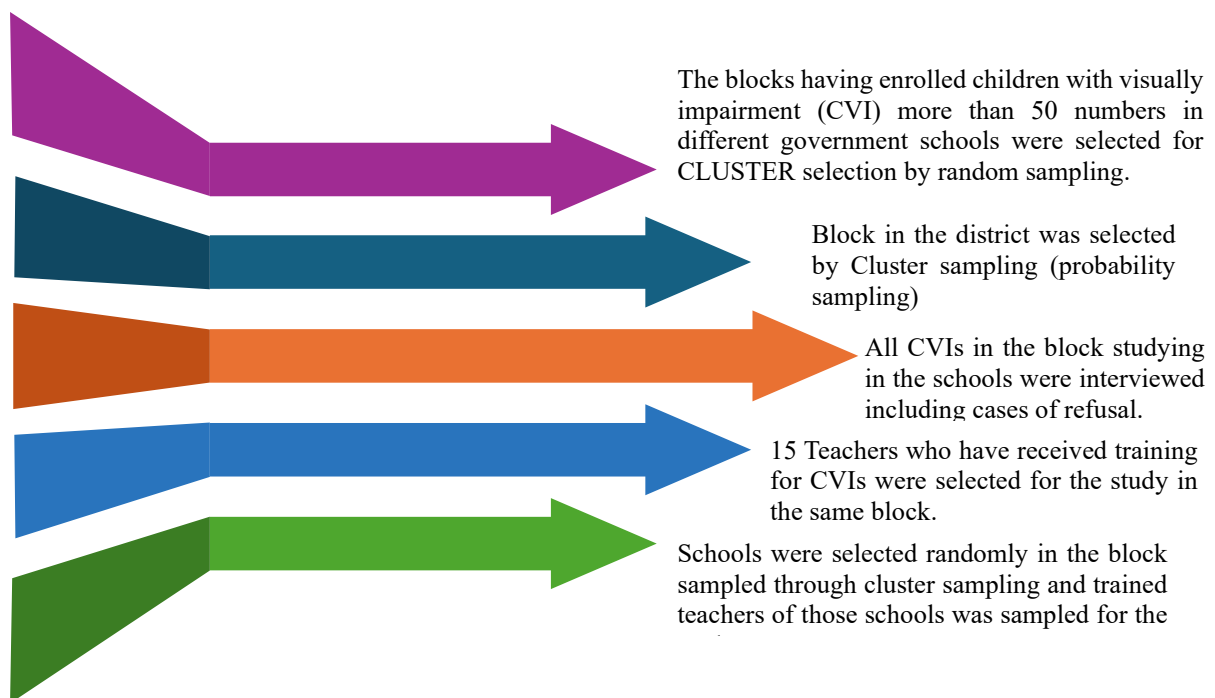 The blocks having enrolled children with visually
impairment (CVI) more than 50 numbers in
different government schools were selected for
CLUSTER selection by random sampling.
Block in the district was selected
by Cluster sampling (probability
sampling)
All CVIs in the block studying
in the schools were interviewed
including cases of refusal.
15 Teachers who have received training
for CVIs were selected for the study in
the same block.
Schools were selected randomly in the block
sampled through cluster sampling and trained
teachers of those schools was sampled for the